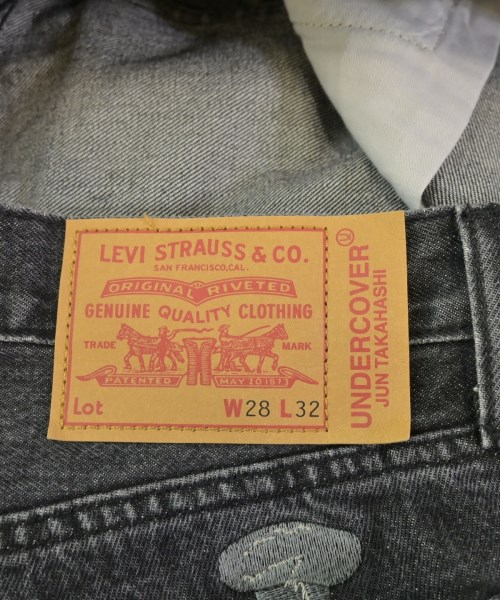 LEVI STRAUSS & CO.
SAN FRANCISCO, CAL.
ORIGINAL RIVETED
GENUINE QUALITY CLOTHING
TRADE MARK
PATENTED MAY 20 1873
Lot W28 L32
UNDERCOVER
JUN TAKAHASHI